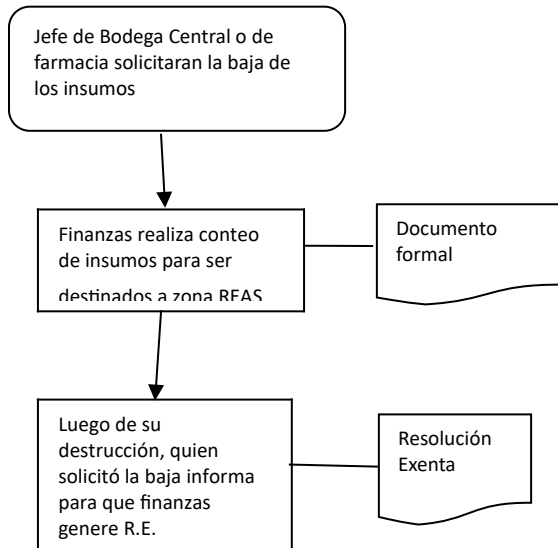 Jefe de Bodega Central o de
farmacia solicitaran la baja de
los insumos
Finanzas realiza conteo
de insumos para ser
destinados a zona REAS
Documento
formal
Luego de su
destrucción, quien
solicitó la baja informa
para que finanzas
genere R.E.
Resolución
Exenta